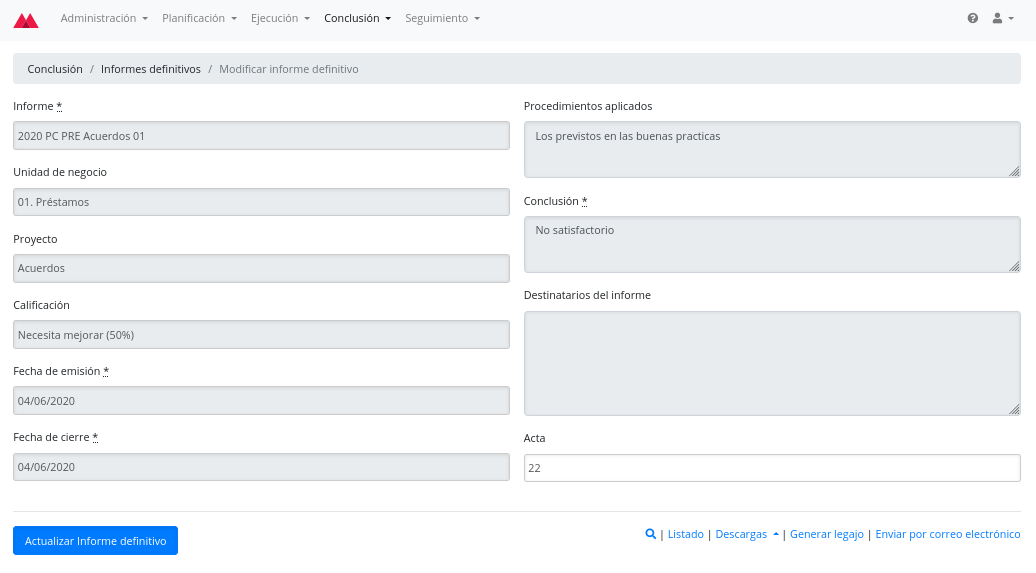 Administración Planificación Ejecución Conclusión Seguimiento
Conclusión / Informes definitivos / Modificar informe definitivo
Informe *
2020 PC PRE Acuerdos 01
Unidad de negocio
01. Préstamos
Proyecto
Acuerdos
Calificación
Necesita mejorar (50%)
Fecha de emisión *
04/06/2020
Fecha de cierre *
04/06/2020
Procedimientos aplicados
Los previstos en las buenas practicas
Conclusión *
No satisfactorio
Destinatarios del informe
Acta
22
Actualizar Informe definitivo
| Listado | Descargas | Generar legajo | Enviar por correo electrónico